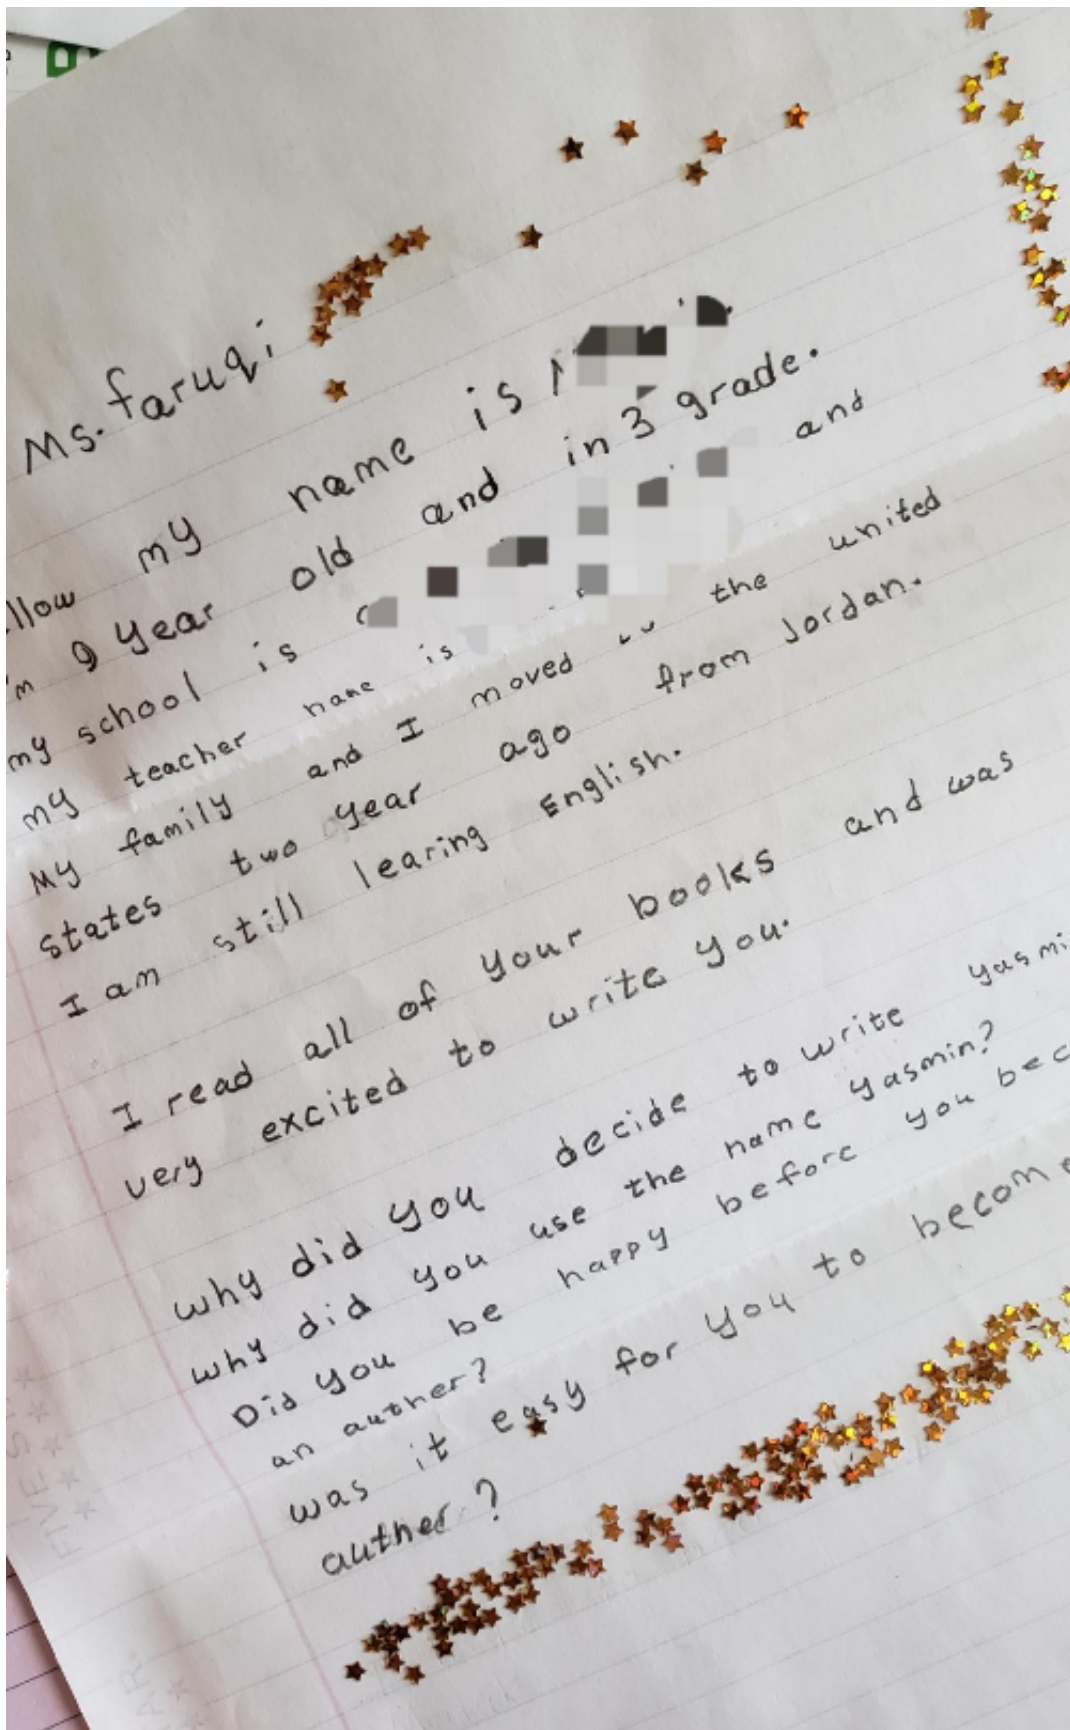 Ms. faruqi
llow my name is
m 9 year old and in 3 grade.
my school is and
my teacher name is
My family and I moved the united
states two year ago from Jordan.
I am still learing English.
I read all of your books and was
very excited to write you.
why did you decide to write yasmi
why did you use the name yasmin?
Did you be happy before you bec
an auther?
was it easy for you to become
auther?
FIVE ST